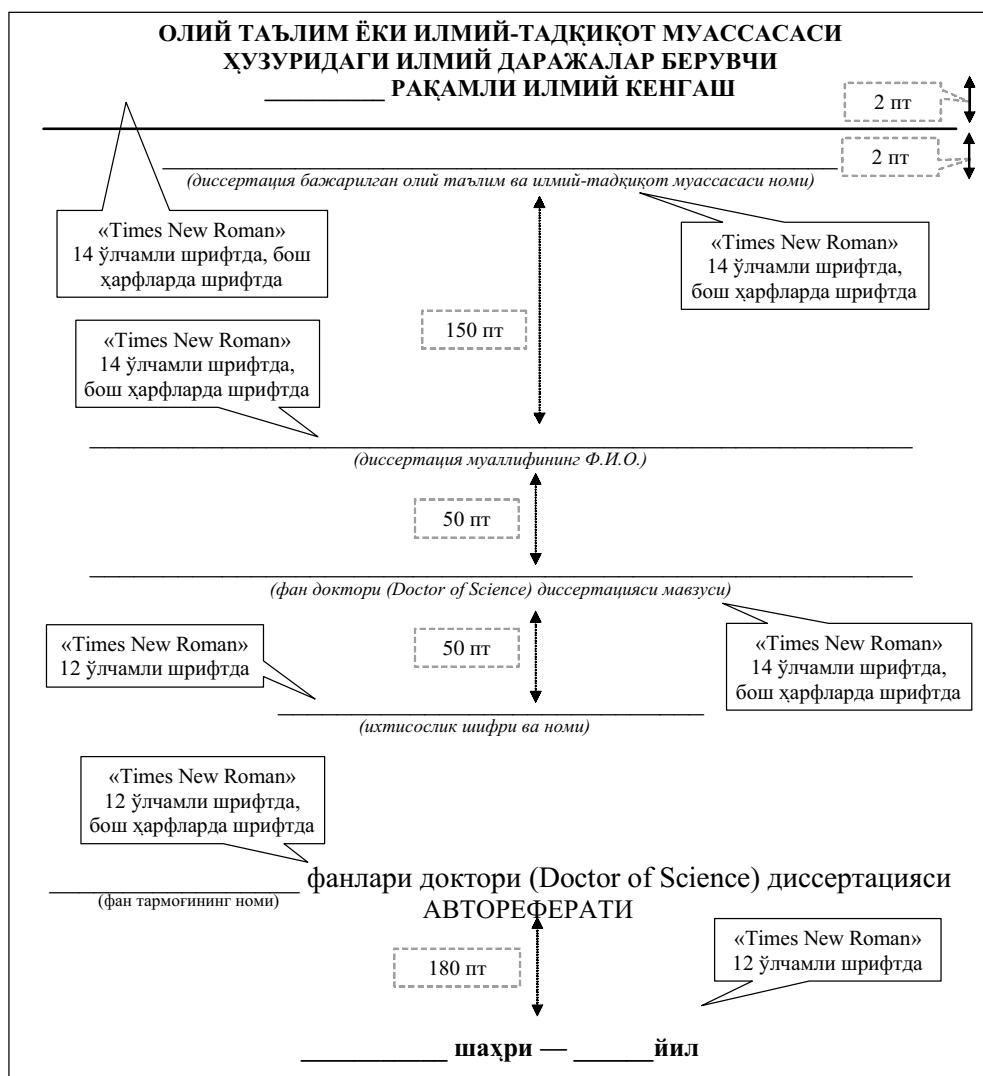 ОЛИЙ ТАЪЛИМ ЁКИ ИЛМИЙ-ТАДҚИҚОТ МУАССАСАСИ
ҲУЗУРИДАГИ ИЛМИЙ ДАРАЖАЛАР БЕРУВЧИ
__________ РАҚАМЛИ ИЛМИЙ КЕНГАШ
2 пт
2 пт
(диссертация бажарилган олий таълим ва илмий-тадқиқот муассасаси номи)
«Times New Roman»
14 ўлчамли шрифтда, бош
ҳарфларда шрифтда
«Times New Roman»
14 ўлчамли шрифтда,
бош ҳарфларда шрифтда
150 пт
«Times New Roman»
14 ўлчамли шрифтда,
бош ҳарфларда шрифтда
(диссертация муаллифининг Ф.И.О.)
50 пт
(фан доктори (Doctor of Science) диссертацияси мавзуси)
«Times New Roman»
12 ўлчамли шрифтда
50 пт
«Times New Roman»
14 ўлчамли шрифтда,
бош ҳарфларда шрифтда
(ихтисослик шифри ва номи)
«Times New Roman»
12 ўлчамли шрифтда,
бош ҳарфларда шрифтда
__________________ фанлари доктори (Doctor of Science) диссертацияси
(фан тармоғининг номи)
АВТОРЕФЕРАТИ
«Times New Roman»
12 ўлчамли шрифтда
180 пт
___________ шаҳри — ______йил